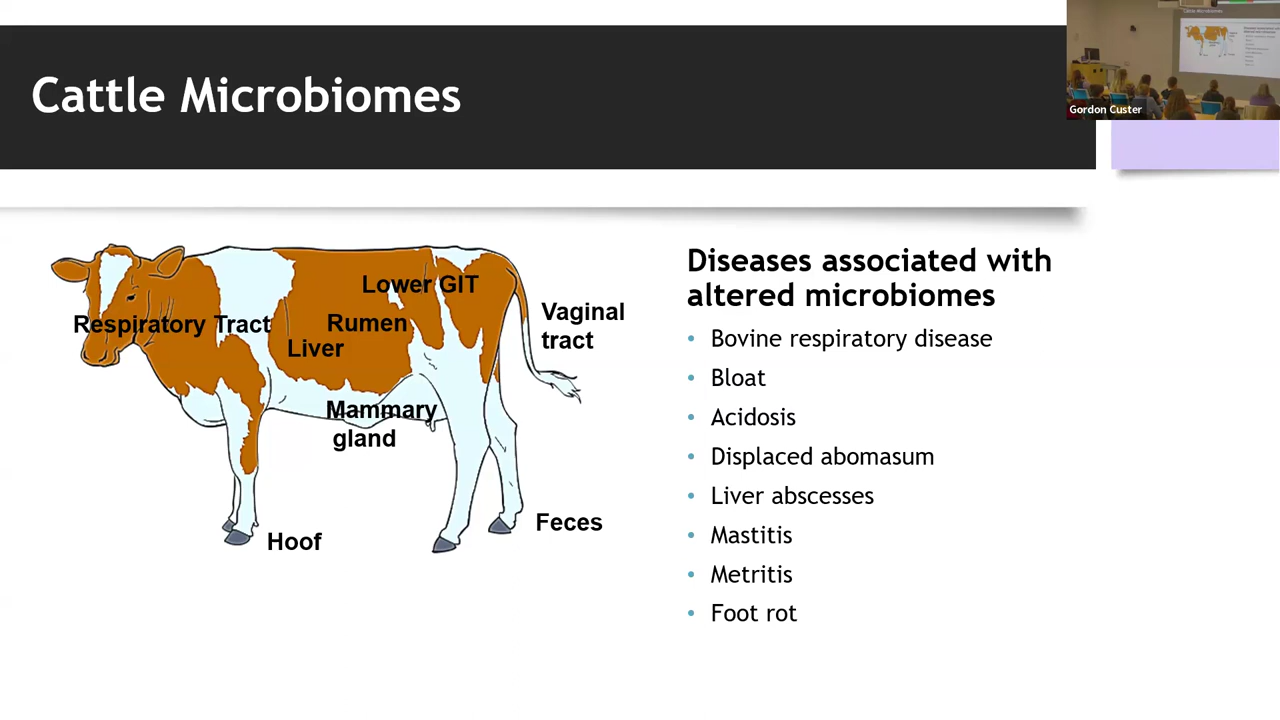 Cattle Microbiomes
Gordon Custer
Lower GIT
Respiratory Tract
Rumen
Liver
Vaginal
tract
Mammary
gland
Hoof
Feces
Diseases associated with
altered microbiomes
• Bovine respiratory disease
• Bloat
• Acidosis
• Displaced abomasum
• Liver abscesses
• Mastitis
• Metritis
• Foot rot